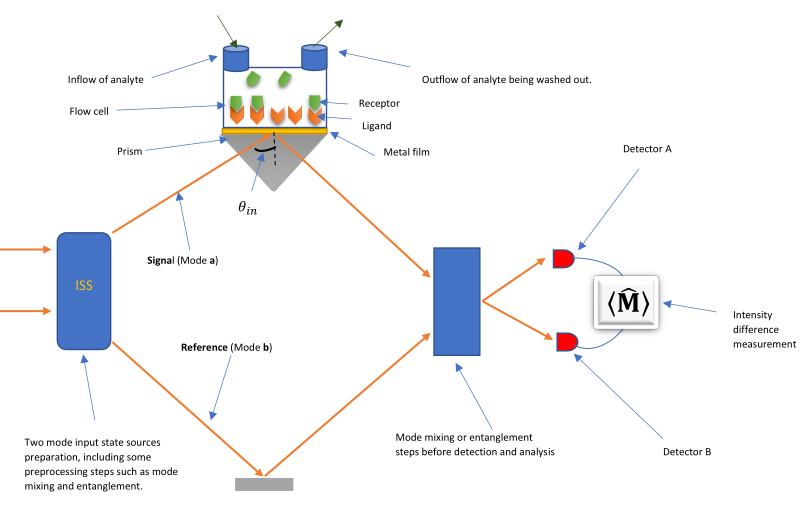 Inflow of analyte
Outflow of analyte being washed out.
Flow cell
Receptor
Ligand
Prism
Metal film
θin
Detector A
Signal (Mode a)
ISS
⟨M̂⟩
Intensity
difference
measurement
Reference (Mode b)
Two mode input state sources
preparation, including some
preprocessing steps such as mode
mixing and entanglement.
Mode mixing or entanglement
steps before detection and analysis
Detector B